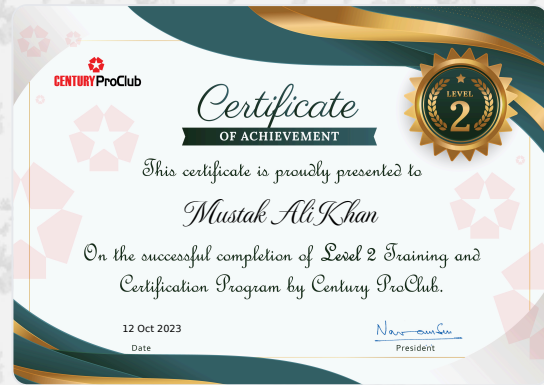 CENTURY ProClub
LEVEL
2
Certificate
OF ACHIEVEMENT
This certificate is proudly presented to
Mustak Ali Khan
On the successful completion of Level 2 Training and
Certification Program by Century ProClub.
12 Oct 2023
Date
President